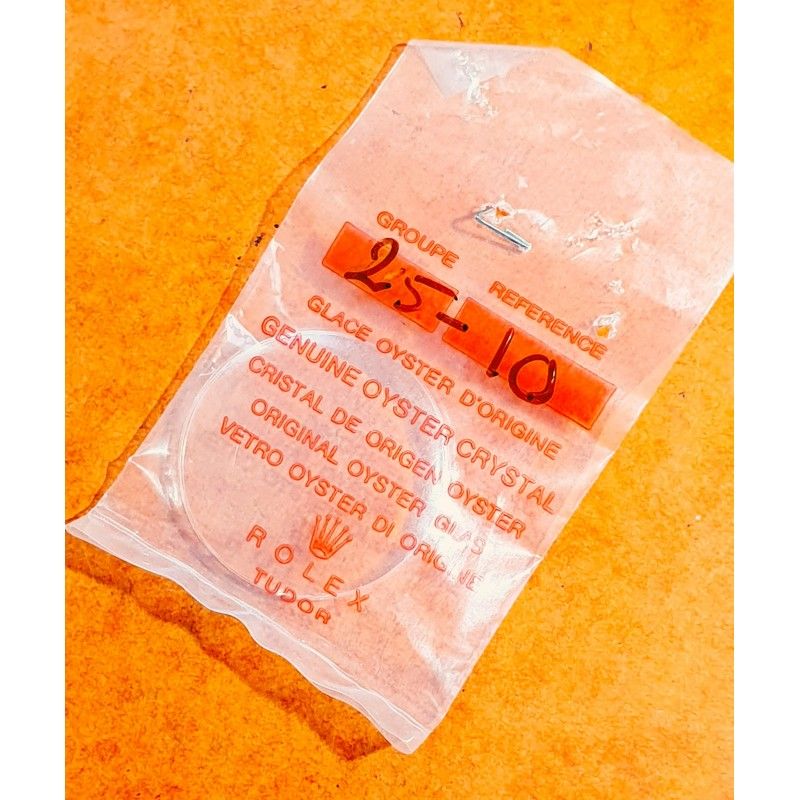 GROUPE REFERENCE
25-10
GLACE OYSTER D'ORIGINE
GENUINE OYSTER CRYSTAL
CRISTAL DE ORIGEN OYSTER
ORIGINAL OYSTER GLAS
VETRO OYSTER DI ORIGINE
ROLEX
TUDOR